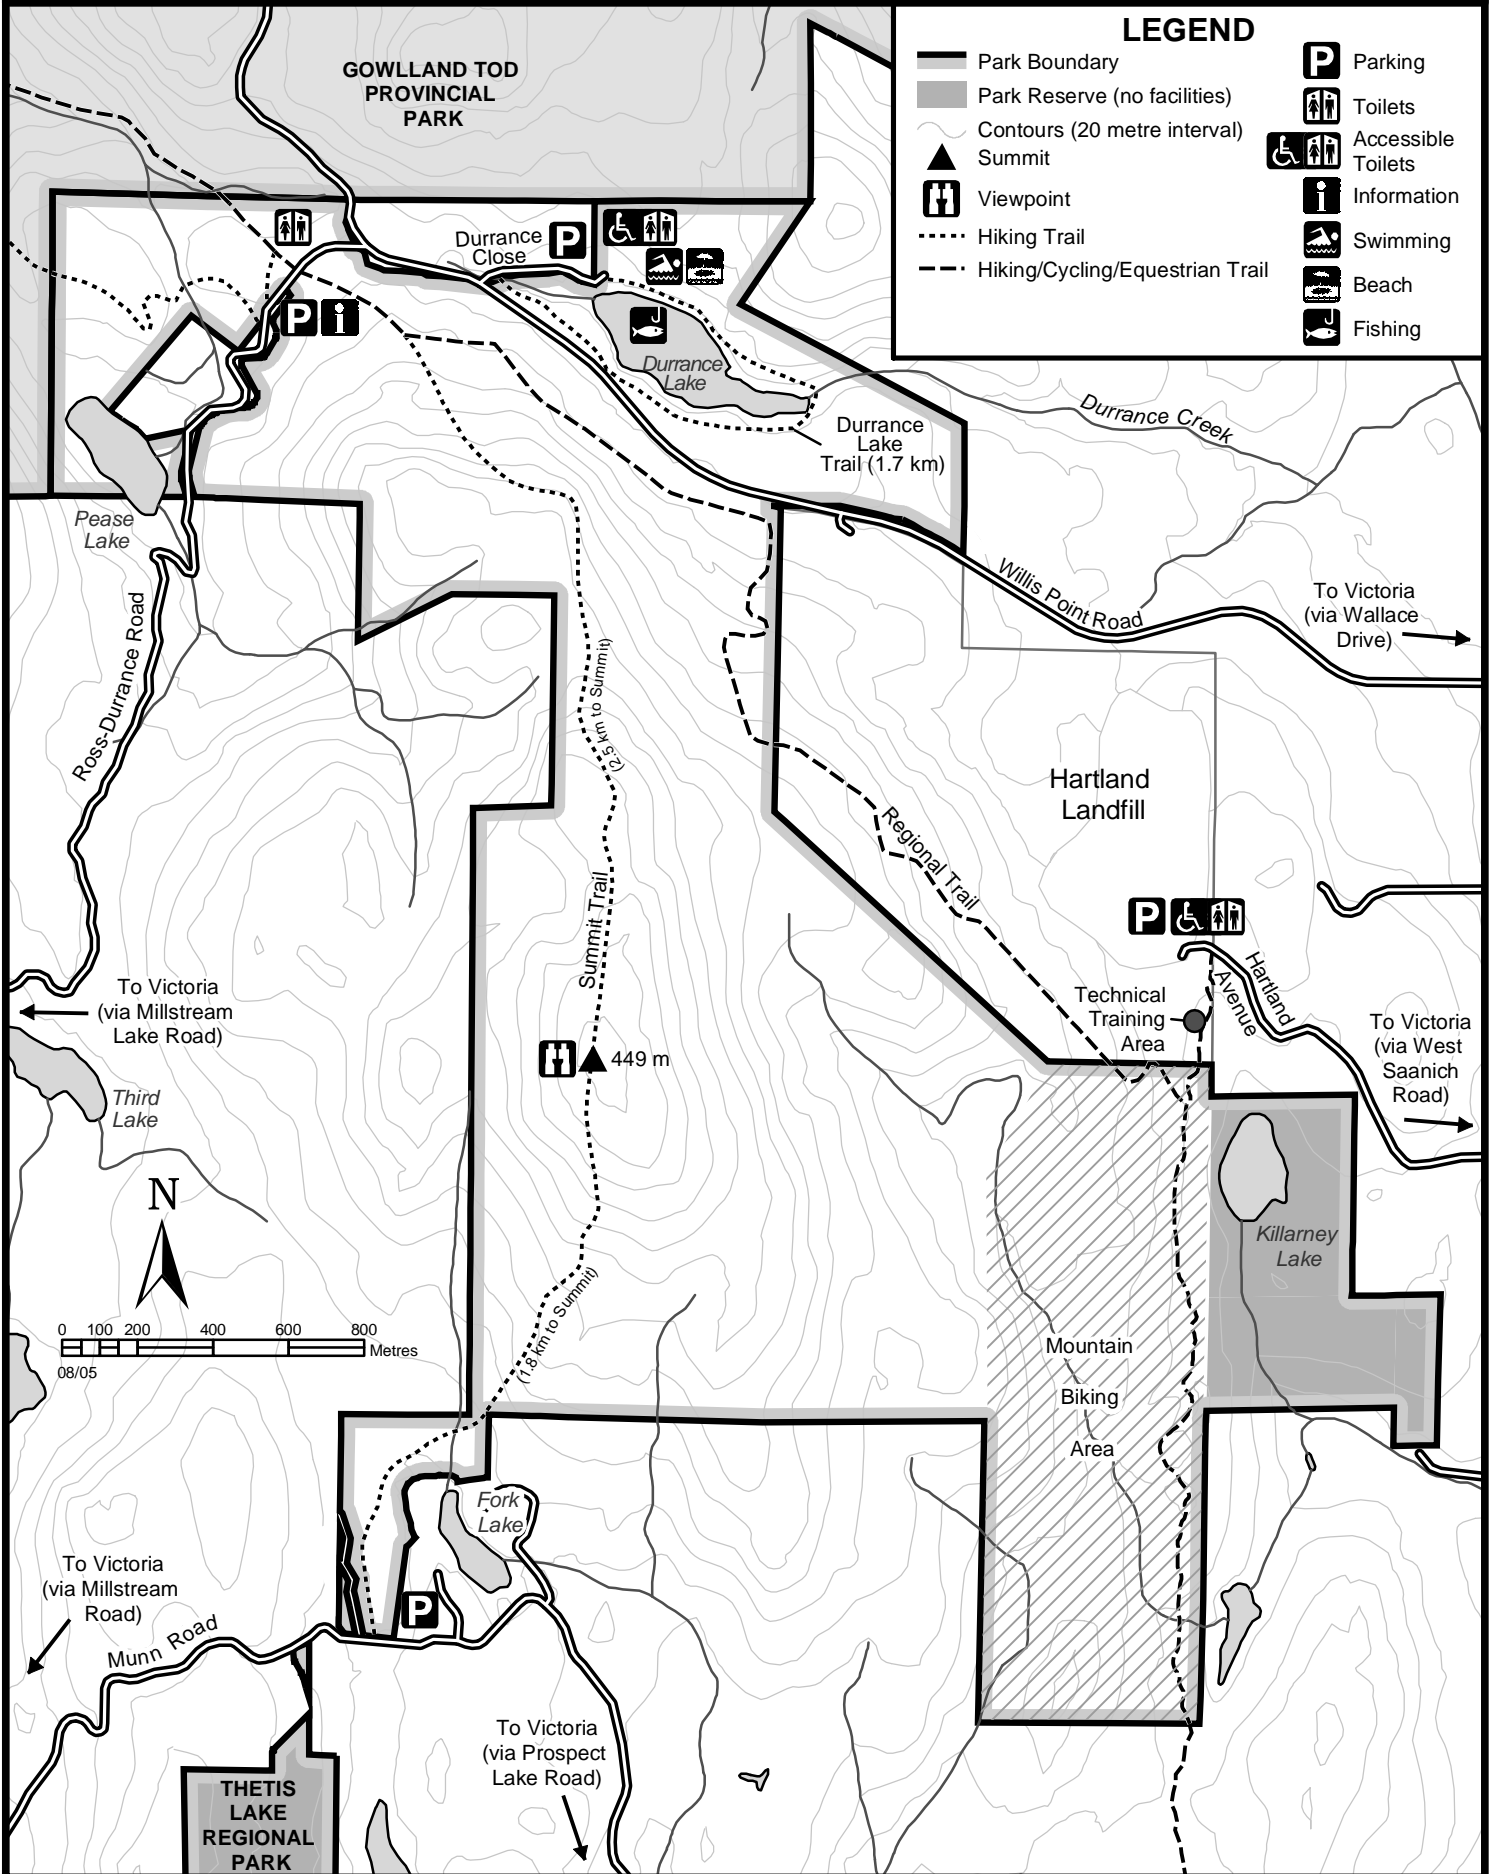 GOWLLAND TOD
PROVINCIAL
PARK
LEGEND
Park Boundary
Park Reserve (no facilities)
Contours (20 metre interval)
Summit
Viewpoint
Hiking Trail
Hiking/Cycling/Equestrian Trail
P
Parking
Toilets
Accessible
Toilets
i
Information
Swimming
Beach
Fishing
Durrance
Close
P
P
i
Durrance
Lake
Durrance
Lake
Trail (1.7 km)
Durrance Creek
Pease
Lake
Willis Point Road
To Victoria
(via Wallace
Drive)
Ross-Durrance Road
(2.5 km to Summit)
Hartland
Landfill
Regional Trail
Summit Trail
P
Hartland
Avenue
To Victoria
(via Millstream
Lake Road)
Technical
Training
Area
To Victoria
(via West
Saanich
Road)
449 m
Third
Lake
N
Killarney
Lake
(1.8 km to Summit)
0 100 200 400 600 800
Metres
08/05
Mountain
Biking
Area
Fork
Lake
To Victoria
(via Millstream
Road)
P
Munn Road
To Victoria
(via Prospect
Lake Road)
THETIS
LAKE
REGIONAL
PARK